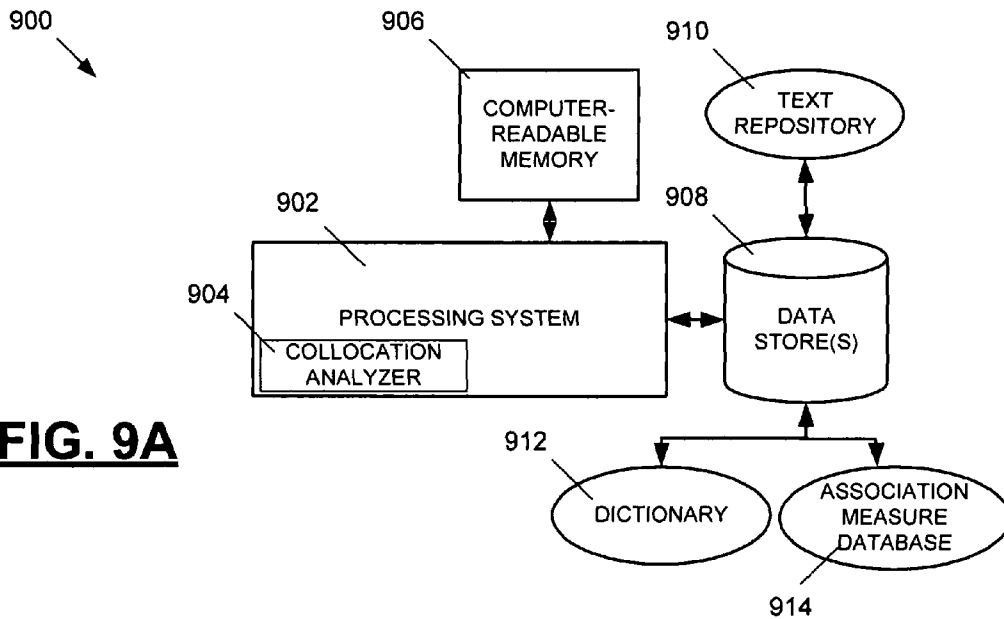 900
906
910
COMPUTER-
READABLE
MEMORY
TEXT
REPOSITORY
902
908
904
PROCESSING SYSTEM
COLLOCATION
ANALYZER
DATA
STORE(S)
FIG. 9A
912
DICTIONARY
ASSOCIATION
MEASURE
DATABASE
914